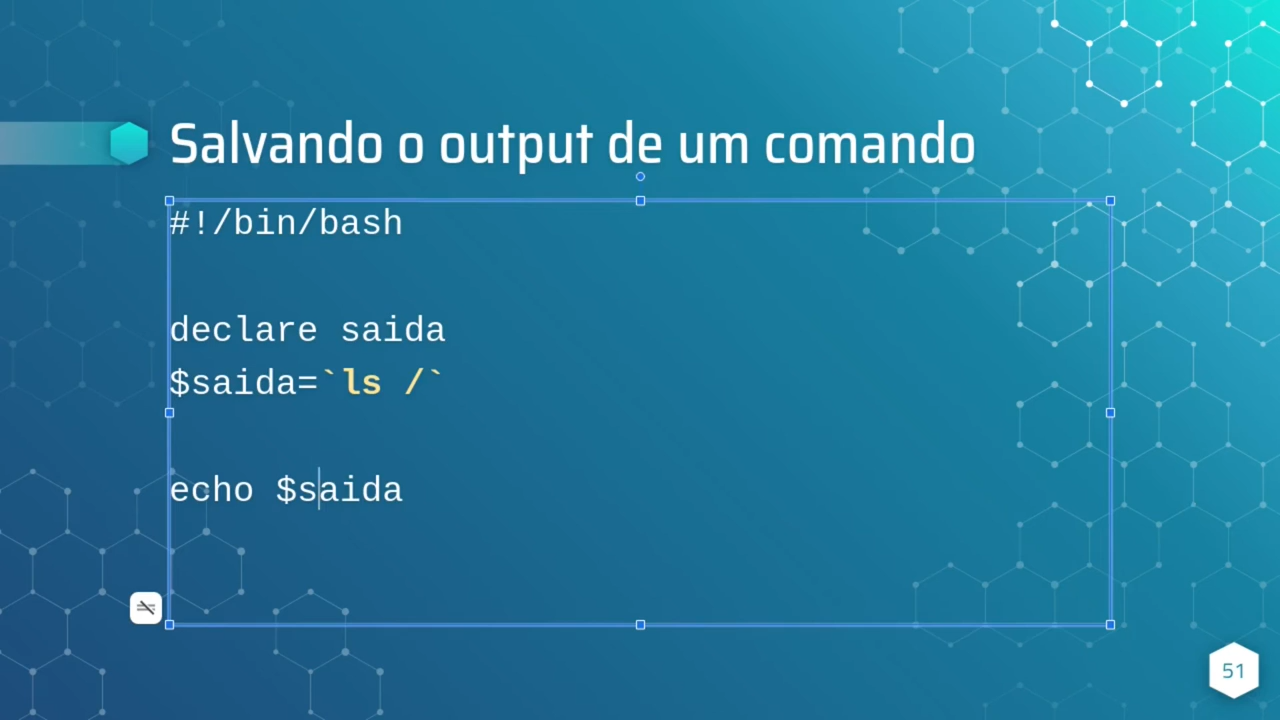 Salvando o output de um comando
#!/bin/bash
declare saida
$saida=`ls /`
echo $saida
51